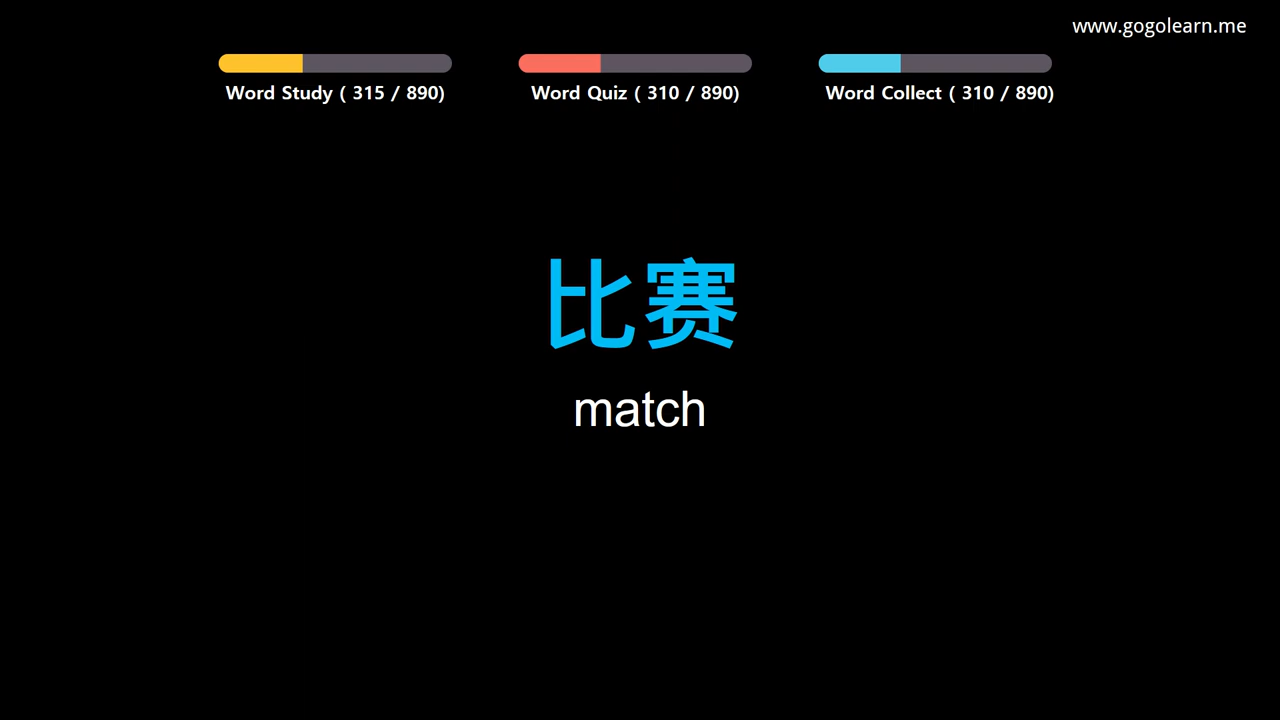 www.gogolearn.me
Word Study ( 315 / 890)
Word Quiz ( 310 / 890)
Word Collect ( 310 / 890)
比赛
match